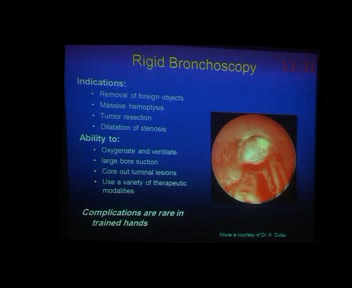 Rigid Bronchoscopy
Indications:
• Removal of foreign objects
• Massive hemoptysis
• Tumor resection
• Dilatation of stenosis
Ability to:
• Oxygenate and ventilate
• large bore suction
• Core out luminal lesions
• Use a variety of therapeutic
modalities
Complications are rare in
trained hands
Movie is courtesy of Dr. H.